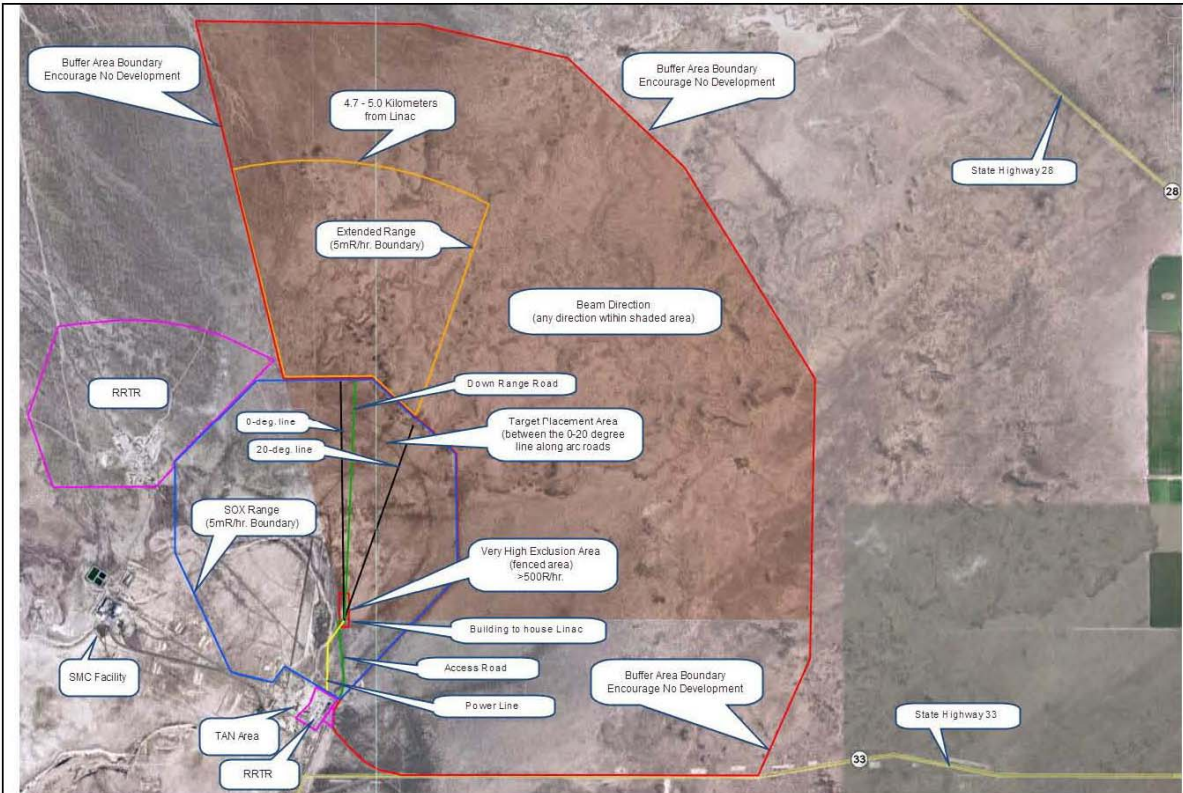 Buffer Area Boundary
Encourage No Development
Buffer Area Boundary
Encourage No Development
4.7 - 5.0 Kilometers
from Linac
State Highway 28
28
Extended Range
(5mR/hr. Boundary)
Beam Direction
(any direction wtihin shaded area)
RRTR
Down Range Road
0-deg. line
Target Placement Area
(between the 0-20 degree
line along arc roads
20-deg. line
SOX Range
(5mR/hr. Boundary)
Very High Exclusion Area
(fenced area)
>500R/hr.
Building to house Linac
SMC Facility
Access Road
Buffer Area Boundary
Encourage No Development
Power Line
State Highway 33
TAN Area
33
RRTR